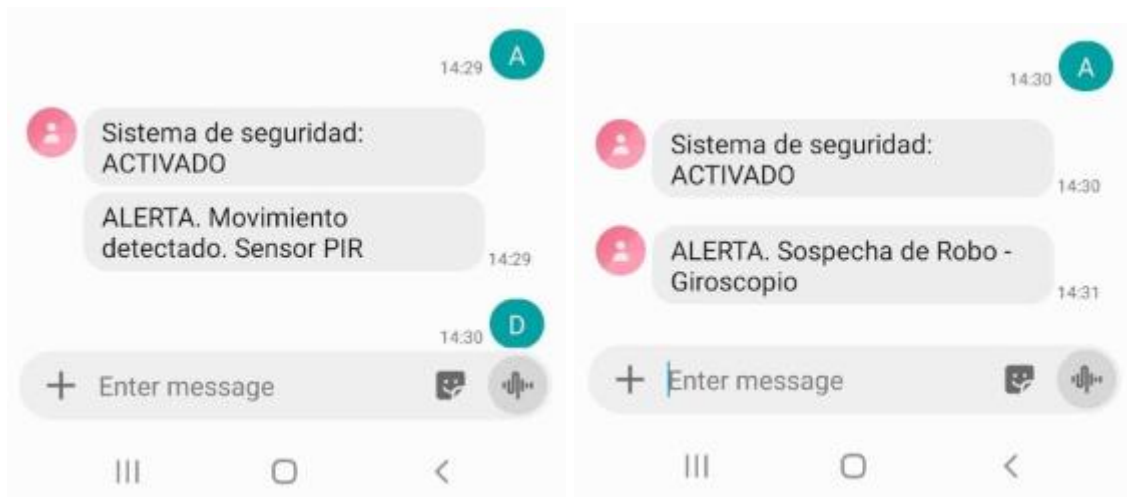 14:29
A
Sistema de seguridad:
ACTIVADO
ALERTA. Movimiento
detectado. Sensor PIR
14:29
14:30
D
Enter message
14:30
A
Sistema de seguridad:
ACTIVADO
14:30
ALERTA. Sospecha de Robo -
Giroscopio
14:31
Enter message